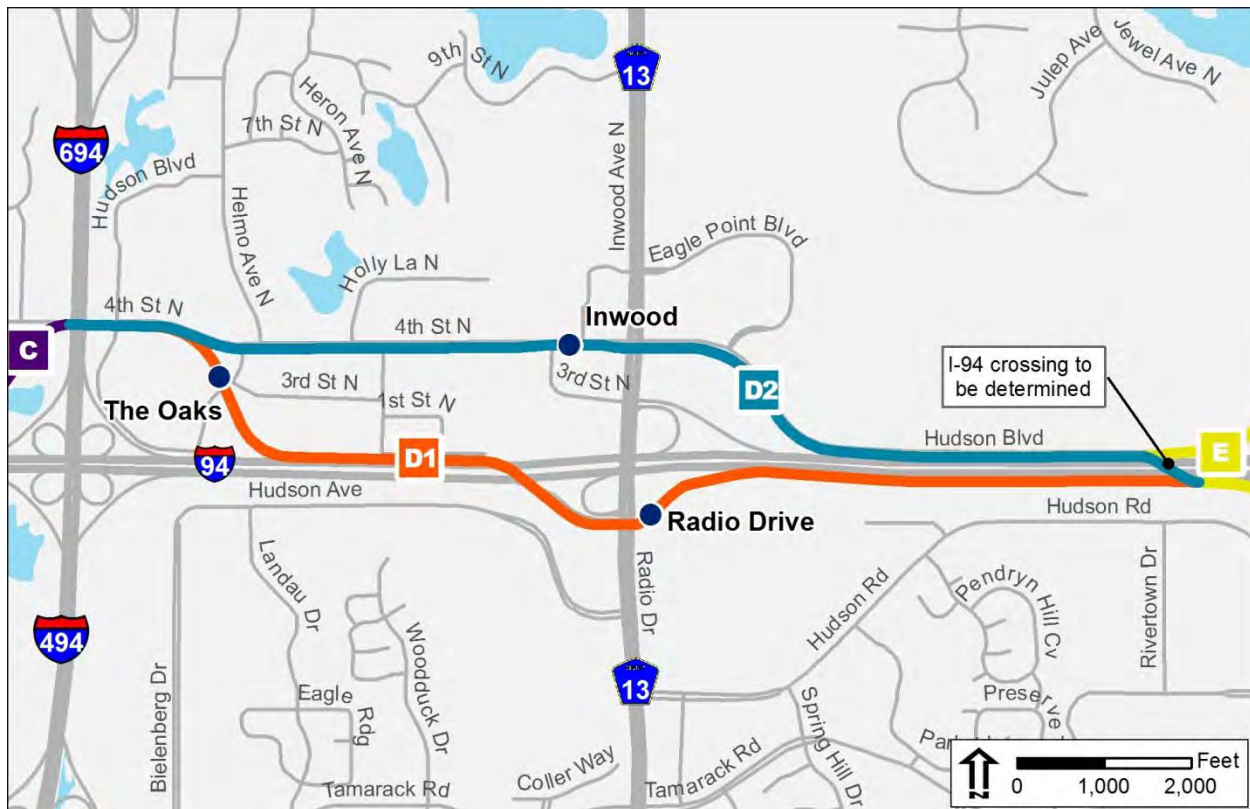 13
9th St N
Julep Ave
Jewel Ave N
Heron Ave N
7th St N
694
Hudson Blvd
Helmo Ave N
Inwood Ave N
Eagle Point Blvd
Holly La N
4th St N
4th St N
Inwood
C
3rd St N
3rd St N
I-94 crossing to
be determined
The Oaks
1st St N
D2
Hudson Blvd
E
D1
94
Hudson Ave
Radio Drive
Hudson Rd
Landau Dr
Radio Dr
Hudson Rd
Pendryn Hill Cv
Rivertown Dr
494
Woodduck Dr
13
Bielenberg Dr
Eagle
Rdg
Spring Hill Dr
Preserve
Coller Way
Tamarack Rd
Tamarack Rd
N
Feet
0 1,000 2,000